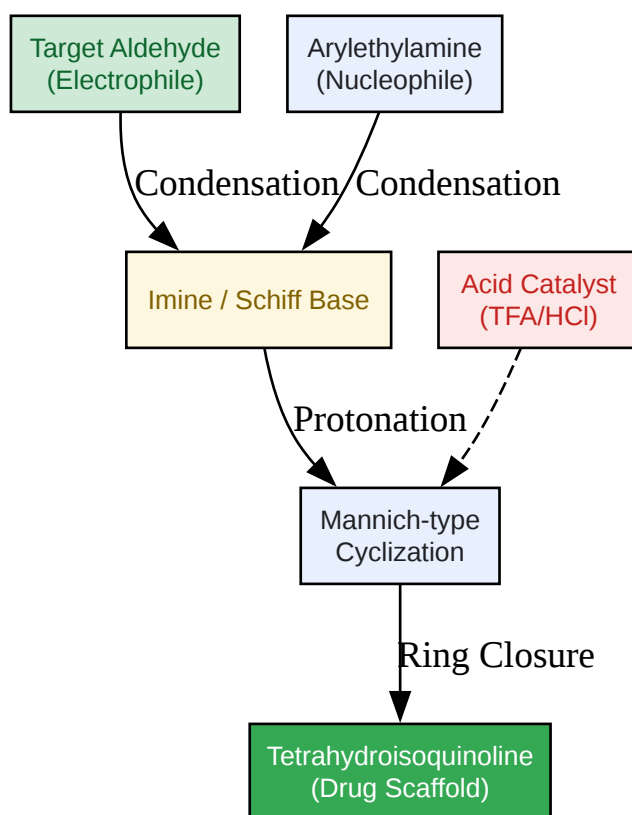 Target Aldehyde
(Electrophile)
Arylethylamine
(Nucleophile)
Condensation
Condensation
Imine / Schiff Base
Acid Catalyst
(TFA/HCl)
Protonation
Mannich-type
Cyclization
Ring Closure
Tetrahydroisoquinoline
(Drug Scaffold)